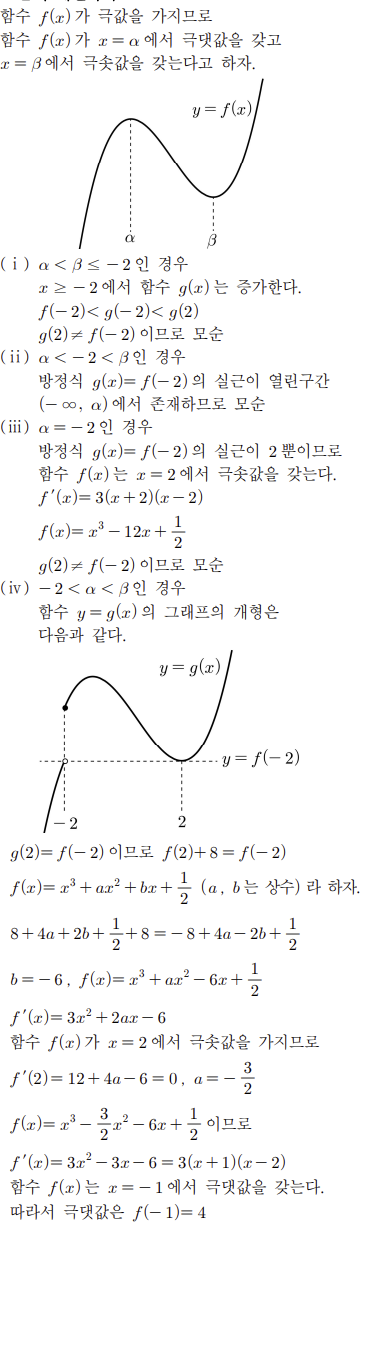 함수 f(x)가 극값을 가지므로
함수 f(x)가 x=α에서 극댓값을 갖고
x=β에서 극솟값을 갖는다고 하자.
y=f(x)
α β
(ⅰ) α<β≤-2인 경우
x≥-2에서 함수 g(x)는 증가한다.
f(-2)<g(-2)<g(2)
g(2)≠f(-2)이므로 모순
(ⅱ) α<-2<β인 경우
방정식 g(x)=f(-2)의 실근이 열린구간
(-∞, α)에서 존재하므로 모순
(ⅲ) α=-2인 경우
방정식 g(x)=f(-2)의 실근이 2뿐이므로
함수 f(x)는 x=2에서 극솟값을 갖는다.
f'(x)=3(x+2)(x-2)
f(x)=x³-12x+1/2
g(2)≠f(-2)이므로 모순
(ⅳ) -2<α<β인 경우
함수 y=g(x)의 그래프의 개형은
다음과 같다.
y=g(x)
y=f(-2)
-2 2
g(2)=f(-2)이므로 f(2)+8=f(-2)
f(x)=x³+ax²+bx+1/2 (a, b는 상수)라 하자.
8+4a+2b+1/2+8=-8+4a-2b+1/2
b=-6, f(x)=x³+ax²-6x+1/2
f'(x)=3x²+2ax-6
함수 f(x)가 x=2에서 극솟값을 가지므로
f'(2)=12+4a-6=0, a=-3/2
f(x)=x³-3/2x²-6x+1/2이므로
f'(x)=3x²-3x-6=3(x+1)(x-2)
함수 f(x)는 x=-1에서 극댓값을 갖는다.
따라서 극댓값은 f(-1)=4